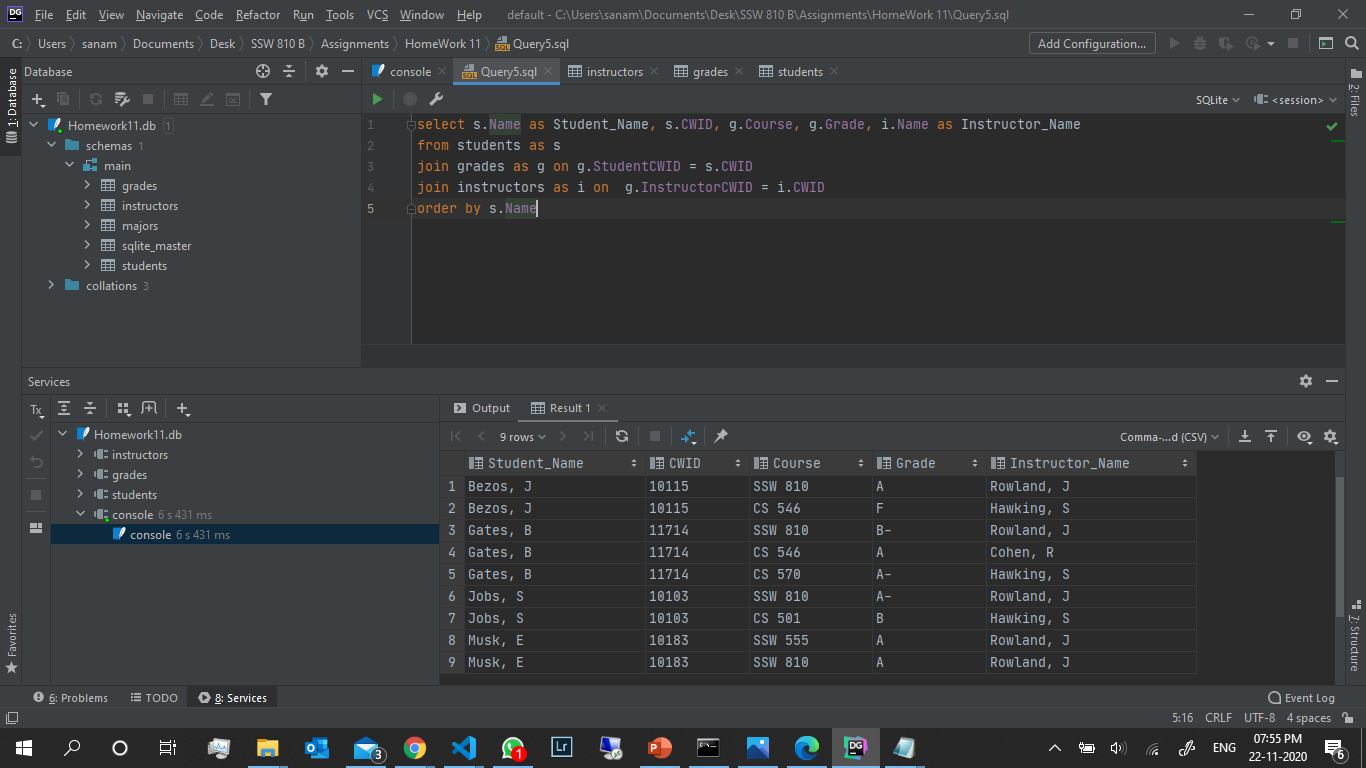 DG File Edit View Navigate Code Refactor Run Tools VCS Window Help default - C:\Users\sanam\Documents\Desk\SSW 810 B\Assignments\HomeWork 11\Query5.sql
C: Users sanam Documents Desk SSW 810 B Assignments HomeWork 11 Query5.sql Add Configuration...
Database console Query5.sql instructors grades students
SQLite <session>
1: Database
2: Files
Homework11.db 1
schemas 1
main
grades
instructors
majors
sqlite_master
students
collations 3
1 select s.Name as Student_Name, s.CWID, g.Course, g.Grade, i.Name as Instructor_Name
2 from students as s
3 join grades as g on g.StudentCWID = s.CWID
4 join instructors as i on  g.InstructorCWID = i.CWID
5 order by s.Name
Services
Tx
Homework11.db
instructors
grades
students
console 6 s 431 ms
console 6 s 431 ms
Output Result 1
9 rows Comma-...d (CSV)
Student_Name CWID Course Grade Instructor_Name
1 Bezos, J 10115 SSW 810 A Rowland, J
2 Bezos, J 10115 CS 546 F Hawking, S
3 Gates, B 11714 SSW 810 B- Rowland, J
4 Gates, B 11714 CS 546 A Cohen, R
5 Gates, B 11714 CS 570 A- Hawking, S
6 Jobs, S 10103 SSW 810 A- Rowland, J
7 Jobs, S 10103 CS 501 B Hawking, S
8 Musk, E 10183 SSW 555 A Rowland, J
9 Musk, E 10183 SSW 810 A Rowland, J
Favorites
7: Structure
6: Problems TODO 8: Services Event Log
5:16 CRLF UTF-8 4 spaces
3 1 Lr DG ENG 07:55 PM
22-11-2020 6